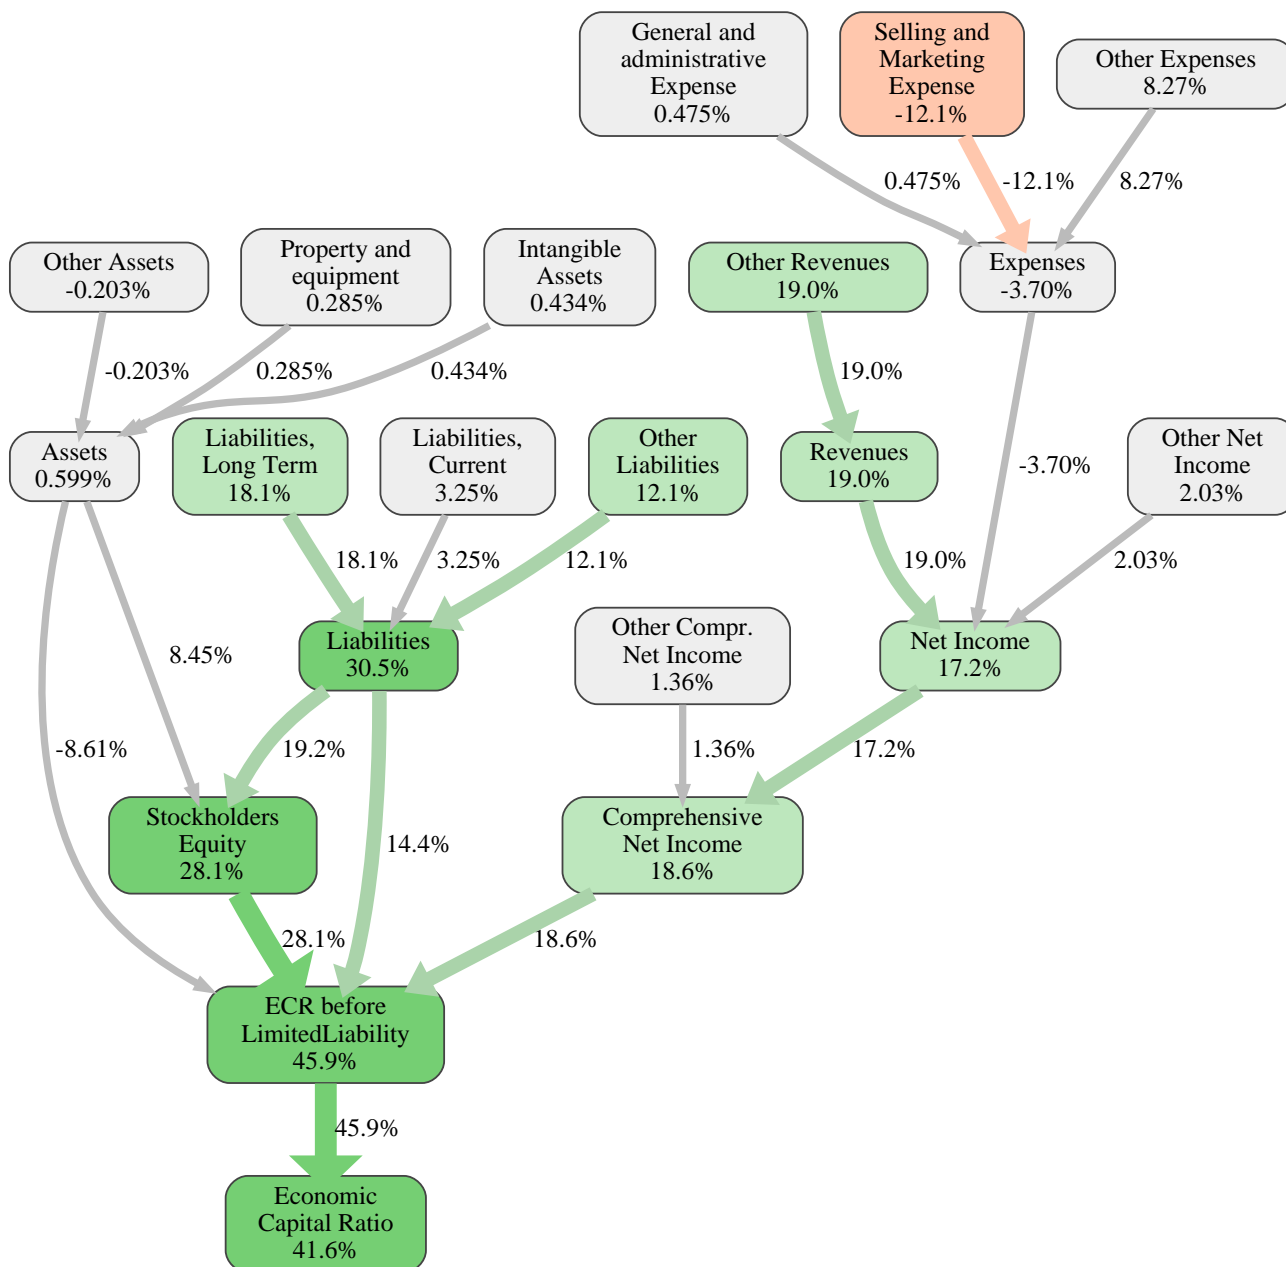 General and
administrative
Expense
0.475%
Selling and
Marketing
Expense
-12.1%
Other Expenses
8.27%
0.475%
-12.1%
8.27%
Other Assets
-0.203%
Property and
equipment
0.285%
Intangible
Assets
0.434%
Other Revenues
19.0%
Expenses
-3.70%
-0.203%
0.285%
0.434%
19.0%
Assets
0.599%
Liabilities,
Long Term
18.1%
Liabilities,
Current
3.25%
Other
Liabilities
12.1%
Revenues
19.0%
-3.70%
Other Net
Income
2.03%
18.1%
3.25%
12.1%
19.0%
2.03%
Liabilities
30.5%
Other Compr.
Net Income
1.36%
Net Income
17.2%
8.45%
-8.61%
19.2%
1.36%
17.2%
Stockholders
Equity
28.1%
14.4%
Comprehensive
Net Income
18.6%
28.1%
18.6%
ECR before
LimitedLiability
45.9%
45.9%
Economic
Capital Ratio
41.6%